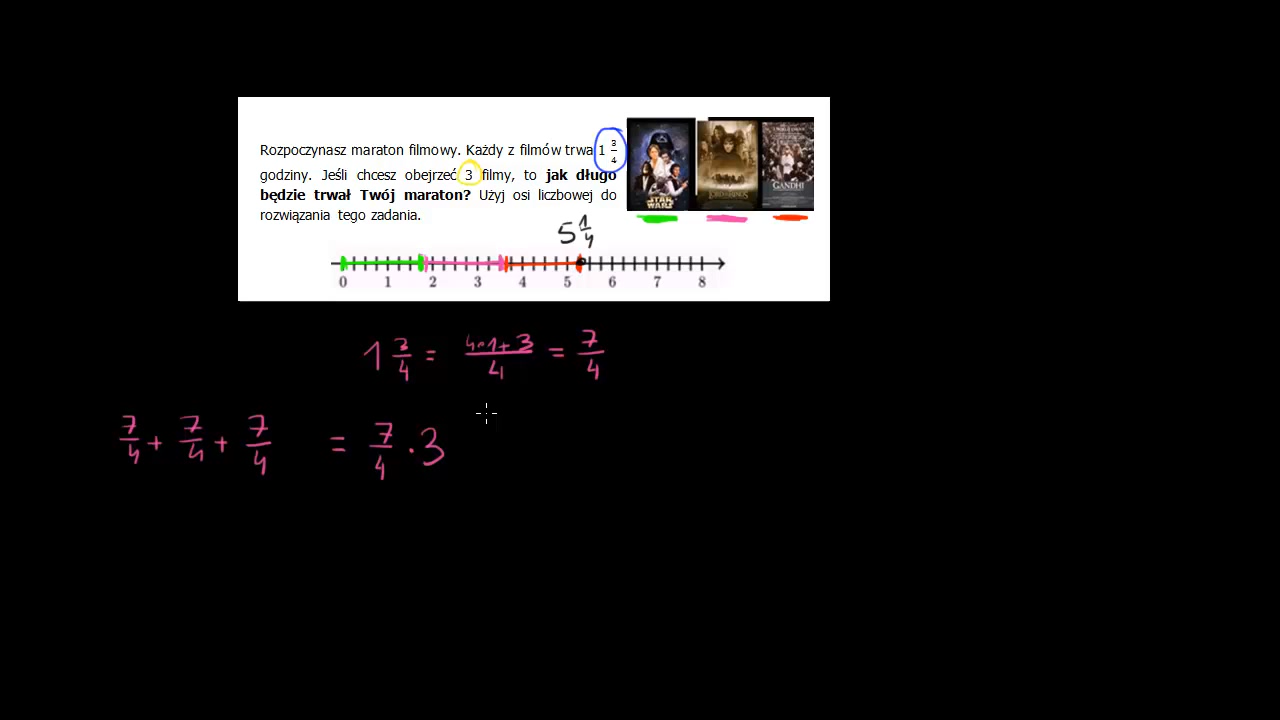 Rozpoczynasz maraton filmowy. Każdy z filmów trwa 1 3/4
godziny. Jeśli chcesz obejrzeć 3 filmy, to jak długo
będzie trwał Twój maraton? Użyj osi liczbowej do
rozwiązania tego zadania.
STAR WARS
GANDHI
5 1/4
0 1 2 3 4 5 6 7 8
1 3/4 = (4·1+3)/4 = 7/4
7/4 + 7/4 + 7/4 = 7/4 · 3